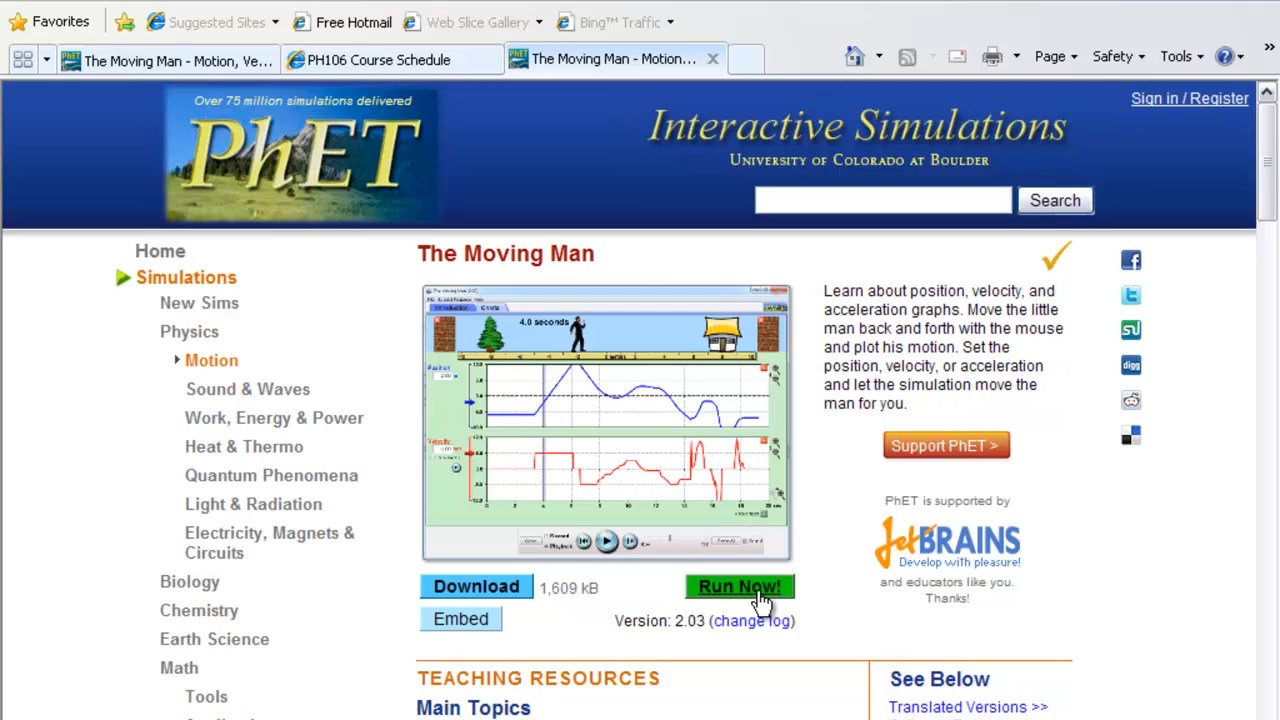 Favorites
Suggested Sites
Free Hotmail
Web Slice Gallery
Bing™ Traffic
The Moving Man - Motion, Ve...
PH106 Course Schedule
The Moving Man - Motion...
Page
Safety
Tools
Over 75 million simulations delivered
PhET
Interactive Simulations
UNIVERSITY OF COLORADO AT BOULDER
Sign in / Register
Search
Home
Simulations
New Sims
Physics
Motion
Sound & Waves
Work, Energy & Power
Heat & Thermo
Quantum Phenomena
Light & Radiation
Electricity, Magnets &
Circuits
Biology
Chemistry
Earth Science
Math
Tools
The Moving Man
4.0 seconds
Introduction
Charts
Position
Velocity
Record
Playback
Download
1,609 kB
Run Now!
Embed
Version: 2.03 (change log)
Learn about position, velocity, and
acceleration graphs. Move the little
man back and forth with the mouse
and plot his motion. Set the
position, velocity, or acceleration
and let the simulation move the
man for you.
Support PhET >
PhET is supported by
JetBRAINS
Develop with pleasure!
and educators like you.
Thanks!
digg
TEACHING RESOURCES
Main Topics
See Below
Translated Versions >>